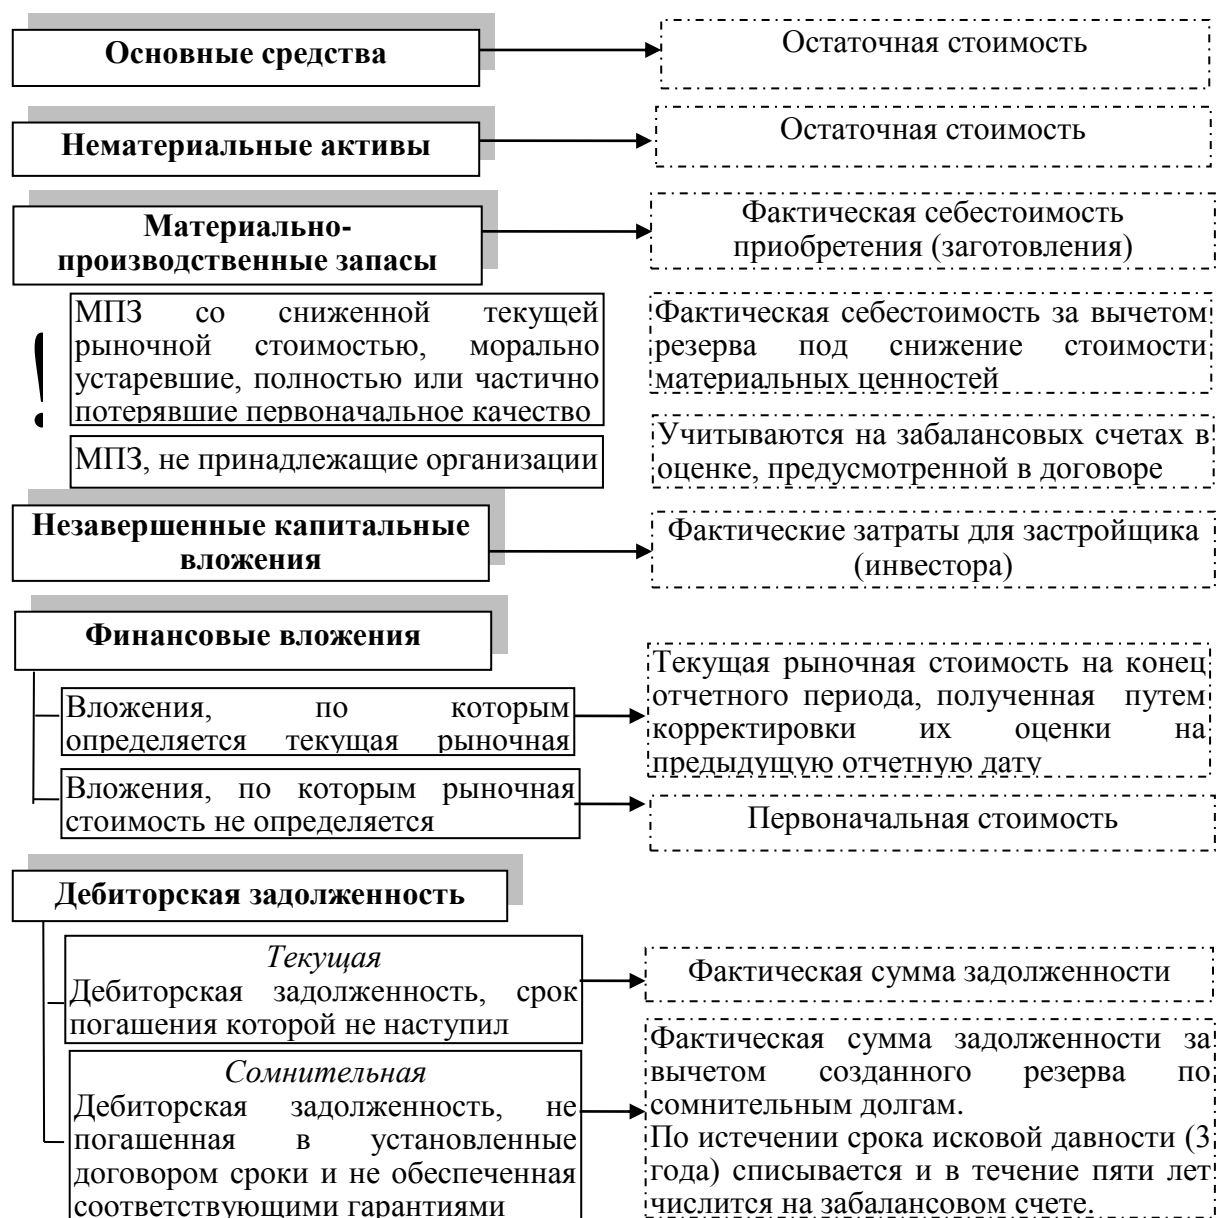 Основные средства
Остаточная стоимость
Нематериальные активы
Остаточная стоимость
Материально-
производственные запасы
Фактическая себестоимость
приобретения (заготовления)
!
МПЗ со сниженной текущей
рыночной стоимостью, морально
устаревшие, полностью или частично
потерявшие первоначальное качество
Фактическая себестоимость за вычетом
резерва под снижение стоимости
материальных ценностей
МПЗ, не принадлежащие организации
Учитываются на забалансовых счетах в
оценке, предусмотренной в договоре
Незавершенные капитальные
вложения
Фактические затраты для застройщика
(инвестора)
Финансовые вложения
Вложения, по которым
определяется текущая рыночная
Текущая рыночная стоимость на конец
отчетного периода, полученная путем
корректировки их оценки на
предыдущую отчетную дату
Вложения, по которым рыночная
стоимость не определяется
Первоначальная стоимость
Дебиторская задолженность
Текущая
Дебиторская задолженность, срок
погашения которой не наступил
Фактическая сумма задолженности
Сомнительная
Дебиторская задолженность, не
погашенная в установленные
договором сроки и не обеспеченная
соответствующими гарантиями
Фактическая сумма задолженности за
вычетом созданного резерва по
сомнительным долгам.
По истечении срока исковой давности (3
года) списывается и в течение пяти лет
числится на забалансовом счете.